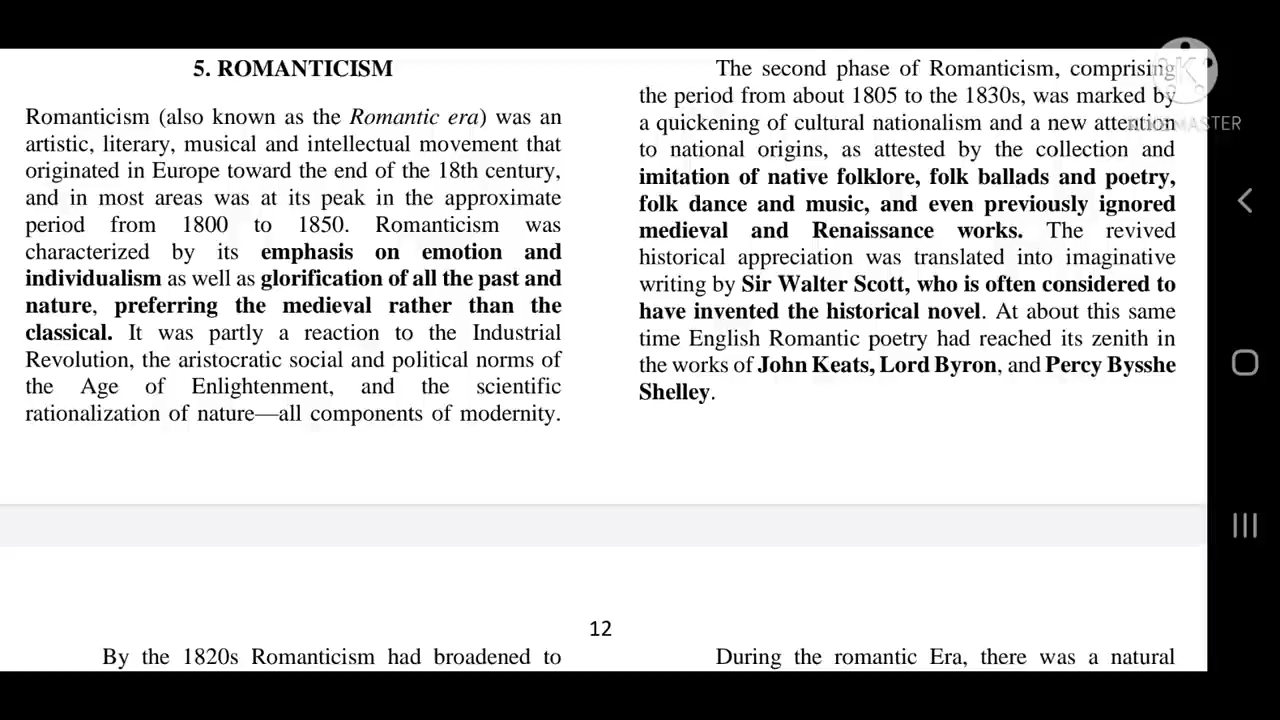 5. ROMANTICISM
Romanticism (also known as the Romantic era) was an
artistic, literary, musical and intellectual movement that
originated in Europe toward the end of the 18th century,
and in most areas was at its peak in the approximate
period from 1800 to 1850. Romanticism was
characterized by its emphasis on emotion and
individualism as well as glorification of all the past and
nature, preferring the medieval rather than the
classical. It was partly a reaction to the Industrial
Revolution, the aristocratic social and political norms of
the Age of Enlightenment, and the scientific
rationalization of nature—all components of modernity.
The second phase of Romanticism, comprising
the period from about 1805 to the 1830s, was marked by
a quickening of cultural nationalism and a new attention
to national origins, as attested by the collection and
imitation of native folklore, folk ballads and poetry,
folk dance and music, and even previously ignored
medieval and Renaissance works. The revived
historical appreciation was translated into imaginative
writing by Sir Walter Scott, who is often considered to
have invented the historical novel. At about this same
time English Romantic poetry had reached its zenith in
the works of John Keats, Lord Byron, and Percy Bysshe
Shelley.
12
By the 1820s Romanticism had broadened to
During the romantic Era, there was a natural